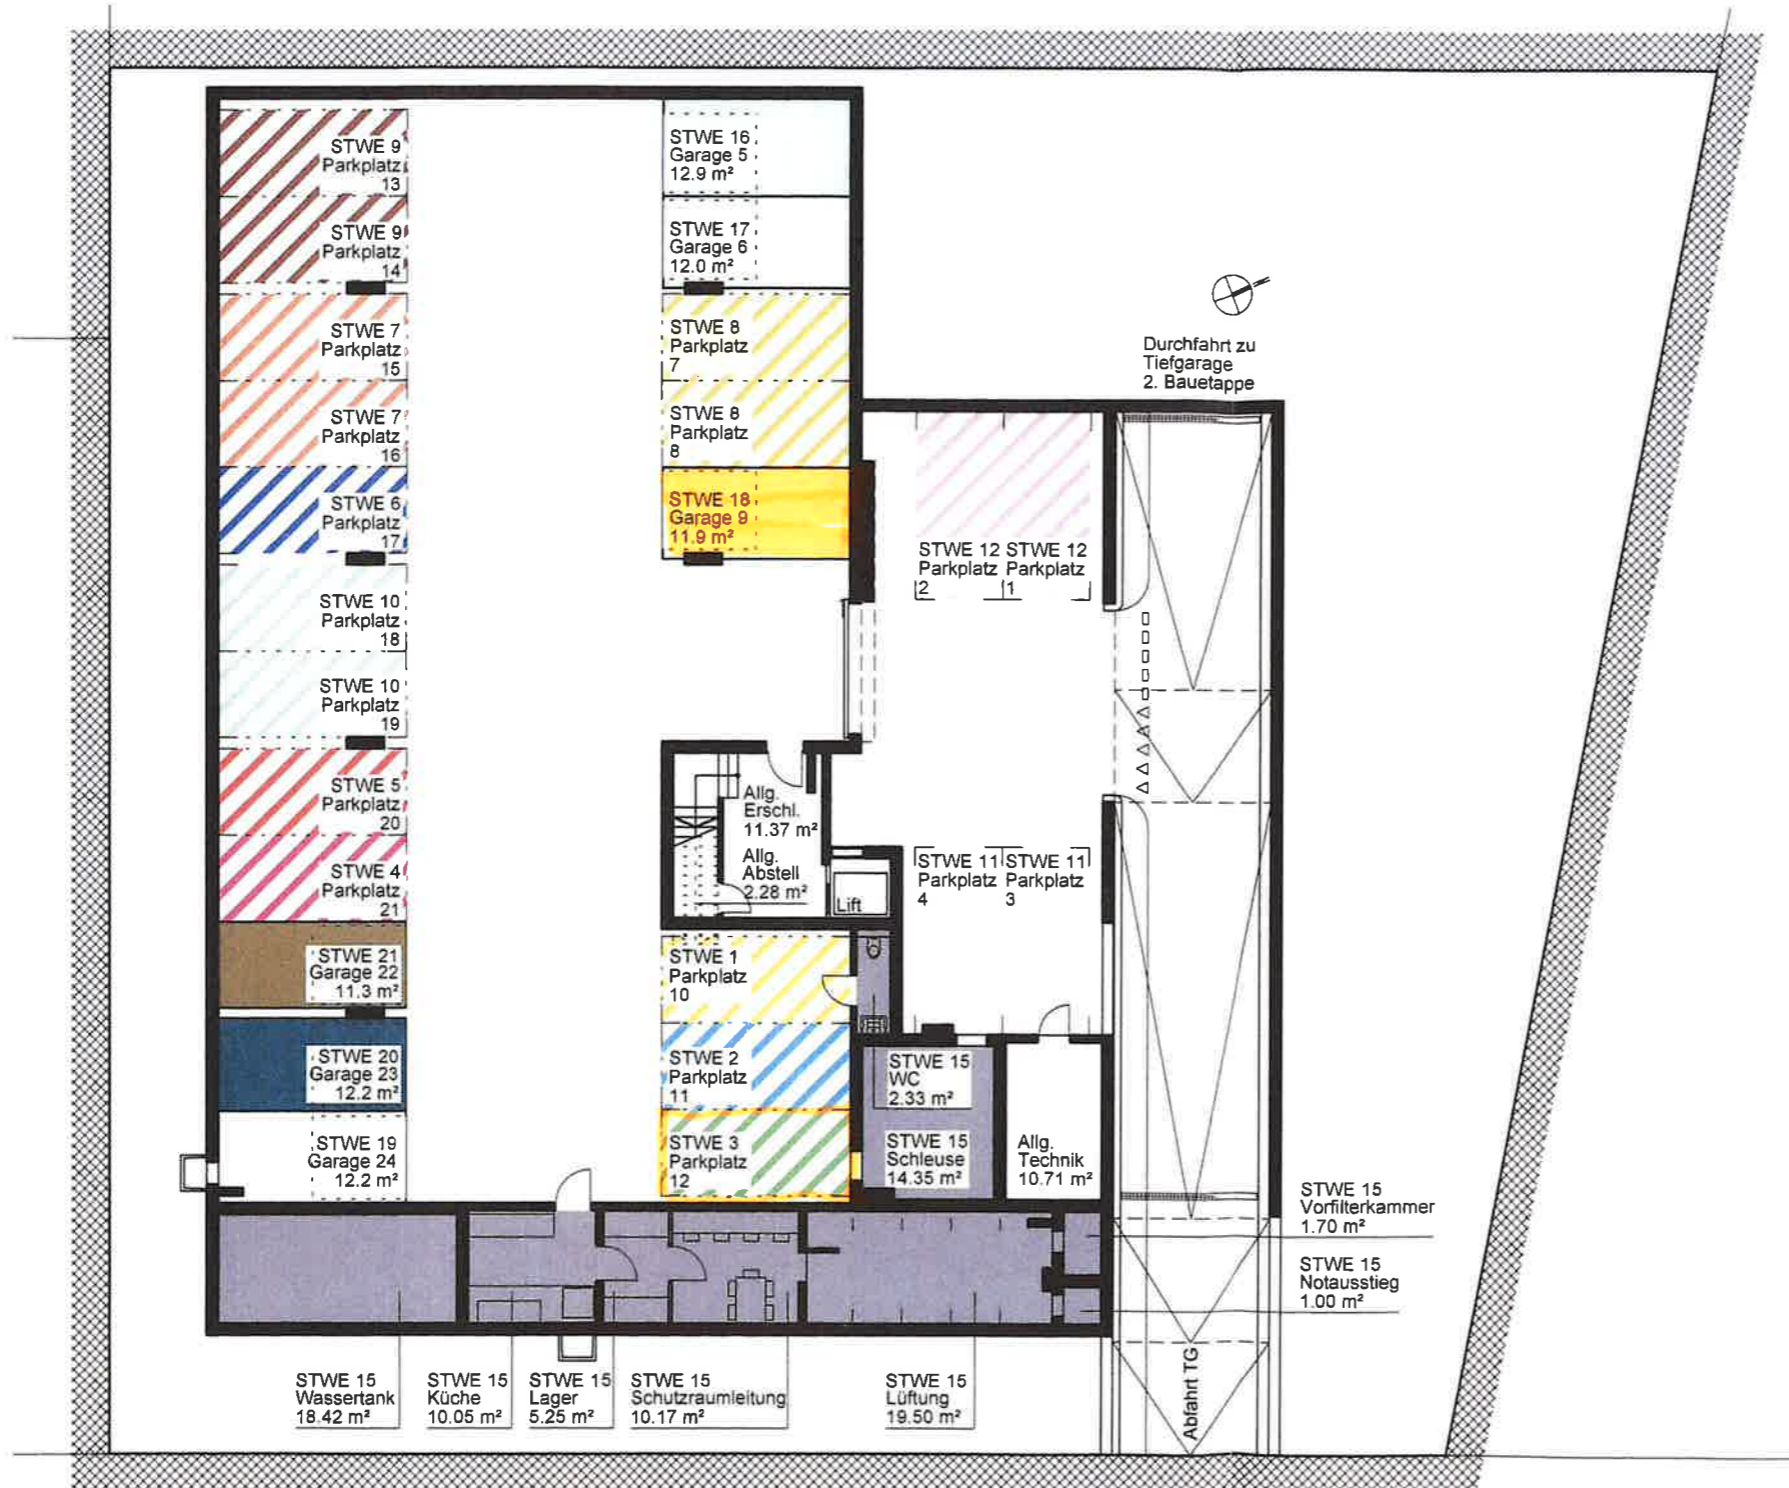 STWE 9
Parkplatz
13
STWE 9
Parkplatz
14
STWE 7
Parkplatz
15
STWE 7
Parkplatz
16
STWE 6
Parkplatz
17
STWE 10
Parkplatz
18
STWE 10
Parkplatz
19
STWE 5
Parkplatz
20
STWE 4
Parkplatz
21
STWE 21
Garage 22
11.3 m²
STWE 20
Garage 23
12.2 m²
STWE 19
Garage 24
12.2 m²
STWE 16
Garage 5
12.9 m²
STWE 17
Garage 6
12.0 m²
STWE 8
Parkplatz
7
STWE 8
Parkplatz
8
STWE 18
Garage 9
11.9 m²
Allg.
Erschl.
11.37 m²
Allg.
Abstell
2.28 m²
Lift
STWE 1
Parkplatz
10
STWE 2
Parkplatz
11
STWE 3
Parkplatz
12
Durchfahrt zu
Tiefgarage
2. Bauetappe
STWE 12
Parkplatz
2
STWE 12
Parkplatz
1
STWE 11
Parkplatz
4
STWE 11
Parkplatz
3
STWE 15
WC
2.33 m²
STWE 15
Schleuse
14.35 m²
Allg.
Technik
10.71 m²
STWE 15
Vorfilterkammer
1.70 m²
STWE 15
Notausstieg
1.00 m²
STWE 15
Wassertank
18.42 m²
STWE 15
Küche
10.05 m²
STWE 15
Lager
5.25 m²
STWE 15
Schutzraumleitung
10.17 m²
STWE 15
Lüftung
19.50 m²
Abfahrt TG